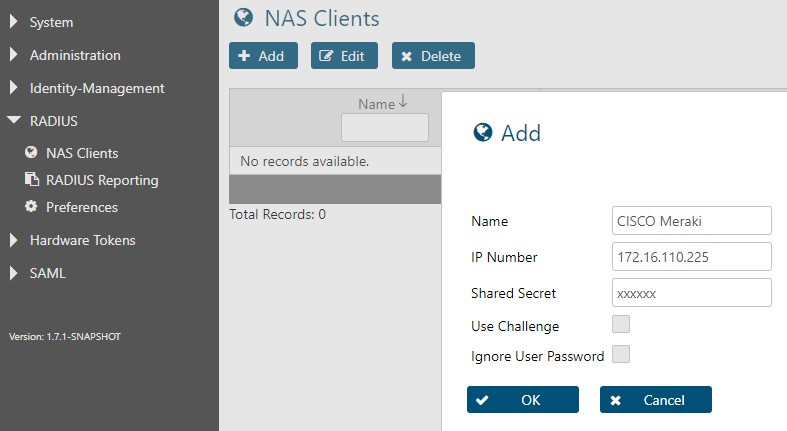 System
Administration
Identity-Management
RADIUS
NAS Clients
RADIUS Reporting
Preferences
Hardware Tokens
SAML
Version: 1.7.1-SNAPSHOT
NAS Clients
Add Edit Delete
Name
No records available.
Total Records: 0
Add
Name CISCO Meraki
IP Number 172.16.110.225
Shared Secret xxxxxx
Use Challenge
Ignore User Password
OK Cancel